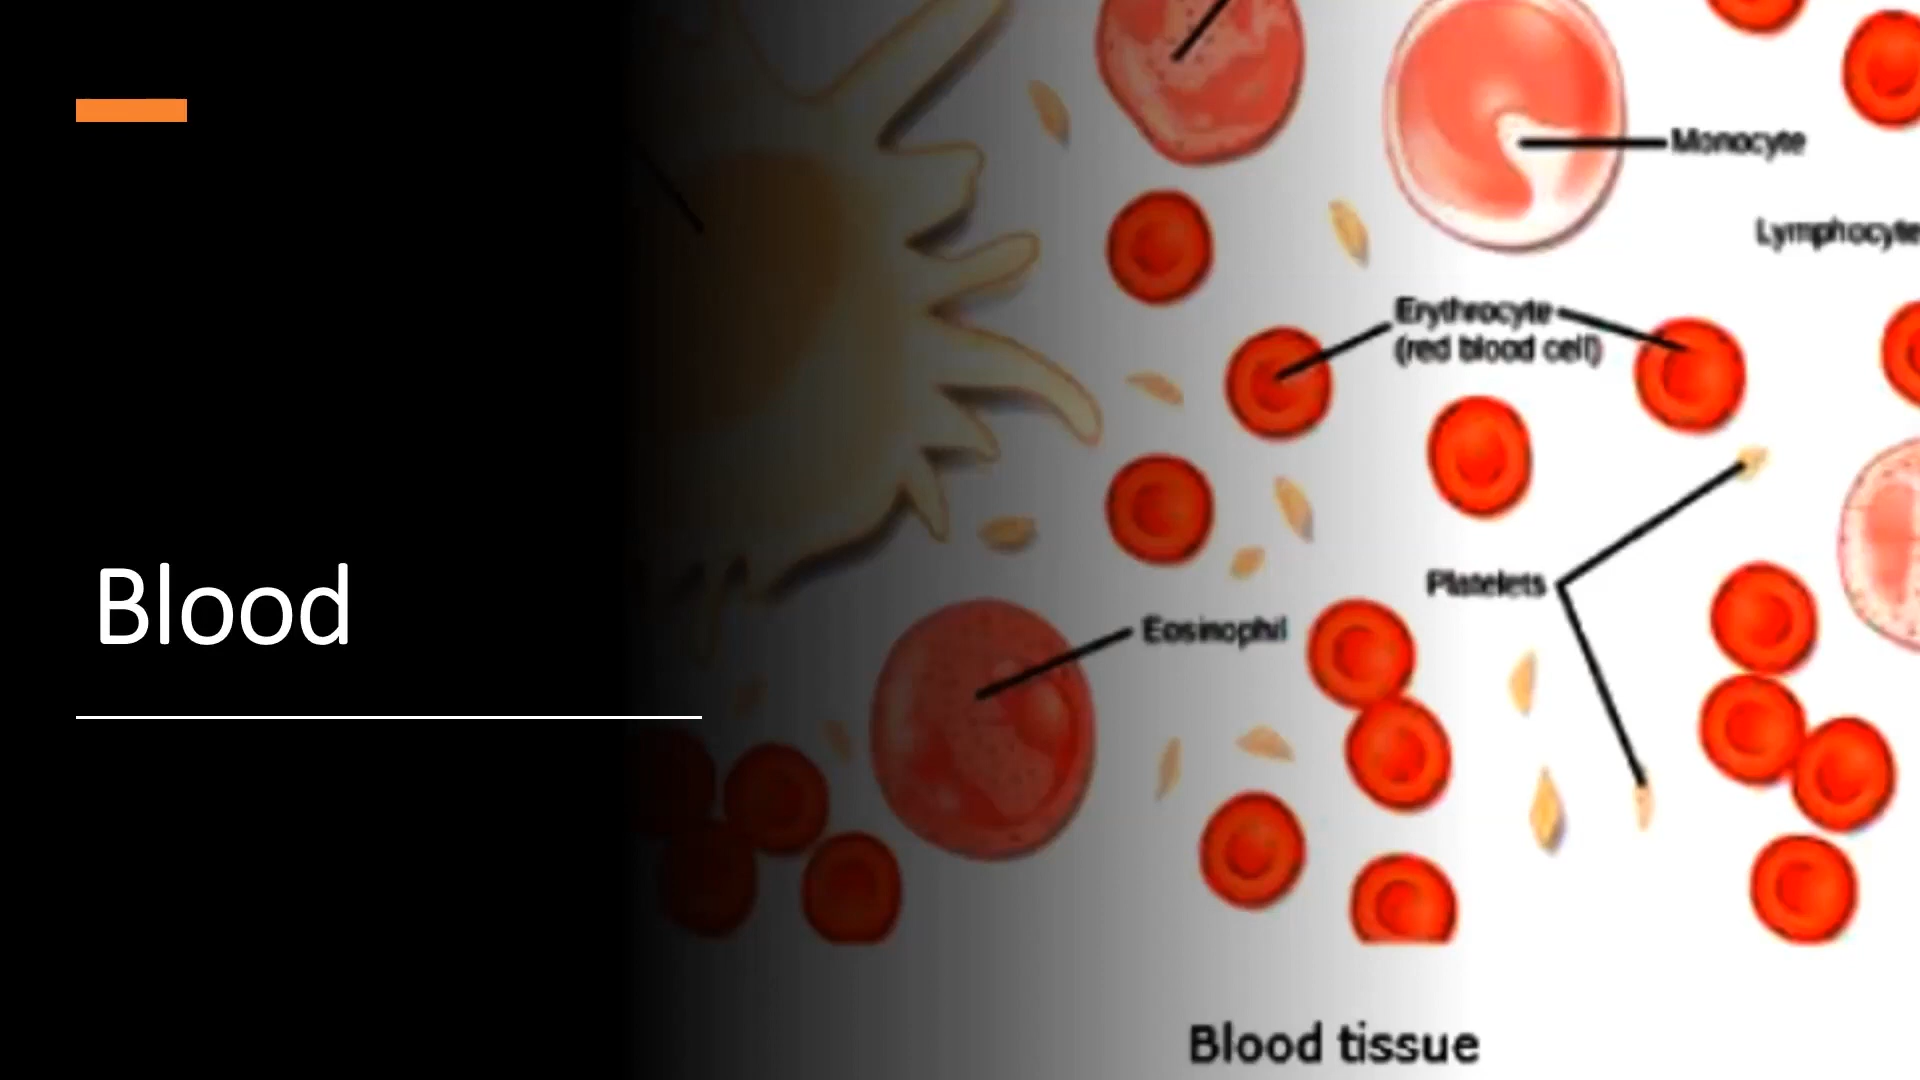 Blood
Monocyte
Lymphocyte
Erythrocyte
(red blood cell)
Platelets
Eosinophil
Blood tissue